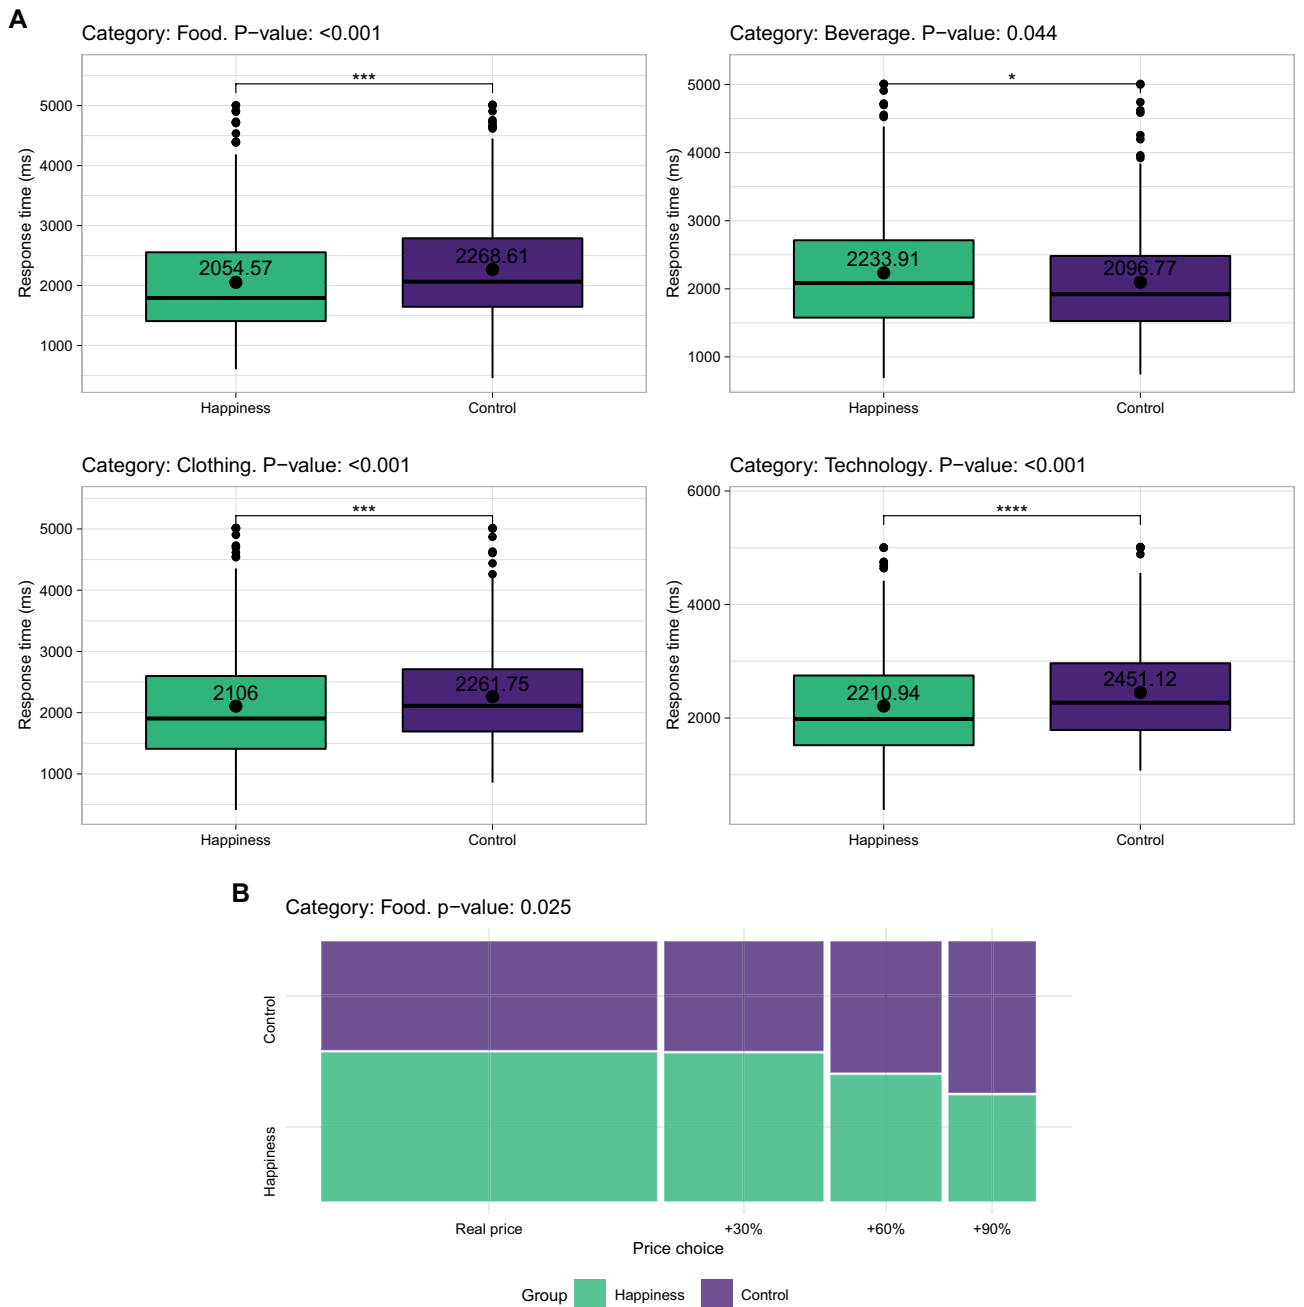 A
Category: Food. P−value: <0.001
Response time (ms)
5000
4000
3000
2000
1000
***
2054.57
2268.61
Happiness
Control
Category: Beverage. P−value: 0.044
Response time (ms)
5000
4000
3000
2000
1000
*
2233.91
2096.77
Happiness
Control
Category: Clothing. P−value: <0.001
Response time (ms)
5000
4000
3000
2000
1000
***
2106
2261.75
Happiness
Control
Category: Technology. P−value: <0.001
Response time (ms)
6000
4000
2000
****
2210.94
2451.12
Happiness
Control
B
Category: Food. p−value: 0.025
Control
Happiness
Real price
+30%
+60%
+90%
Price choice
Group
Happiness
Control